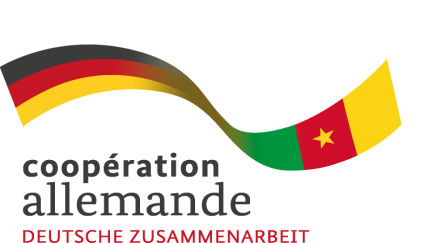 coopération
allemande
DEUTSCHE ZUSAMMENARBEIT